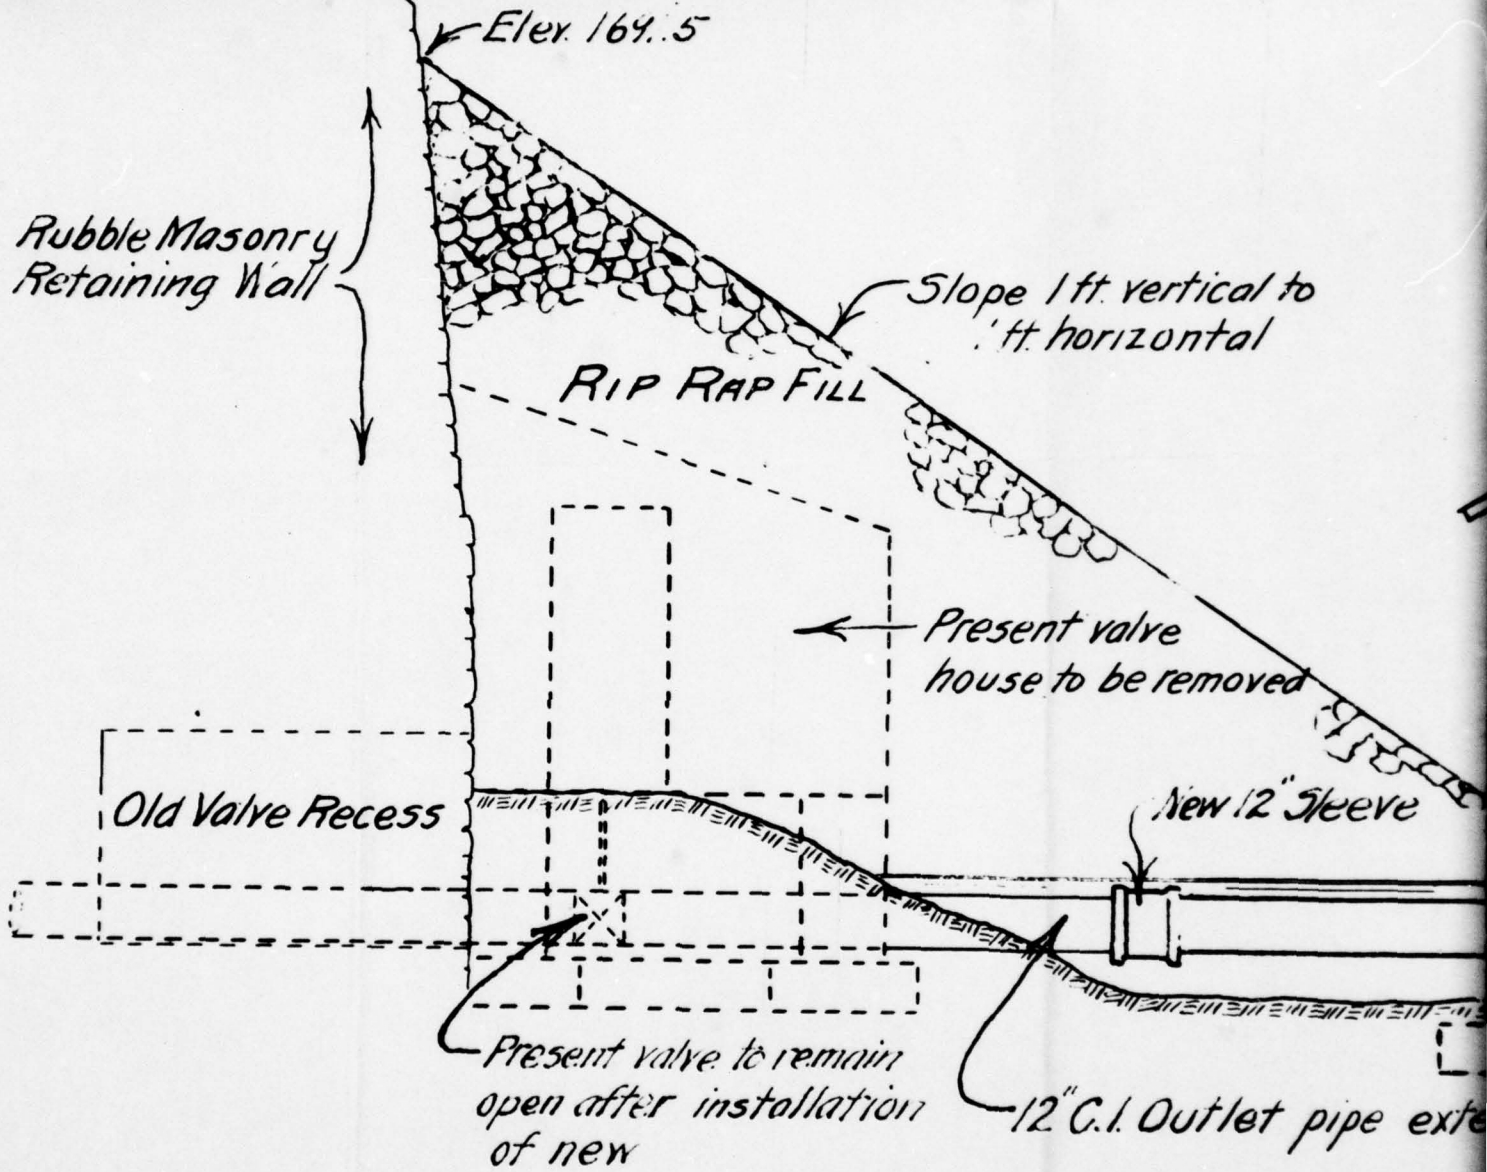 Elev. 164.5
Rubble Masonry
Retaining Wall
Slope 1 ft. vertical to
ft. horizontal
RIP RAP FILL
Present valve
house to be removed
Old Valve Recess
New 12" Sleeve
Present valve to remain
open after installation
of new
12" C.I. Outlet pipe exte